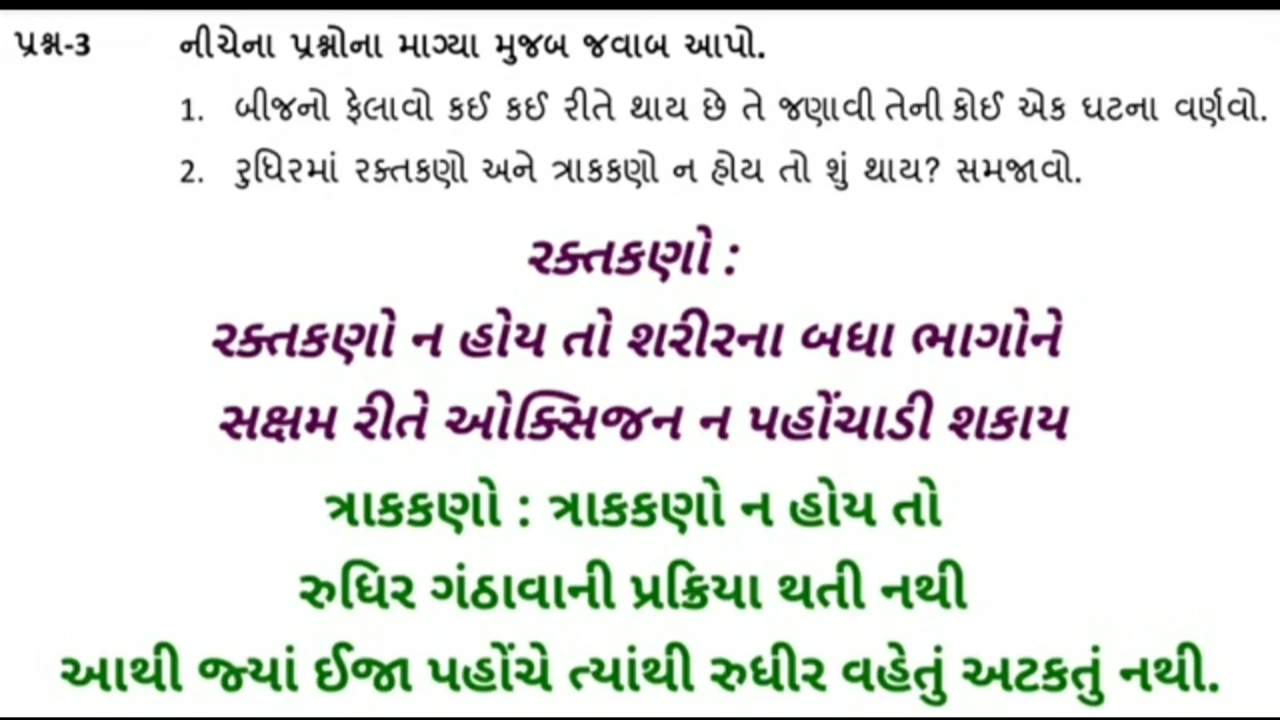 પ્રશ્ન-3 નીચેના પ્રશ્નોના માગ્યા મુજબ જવાબ આપો.
1. બીજનો ફેલાવો કઈ કઈ રીતે થાય છે તે જણાવી તેની કોઈ એક ઘટના વર્ણવો.
2. રુધિરમાં રક્તકણો અને ત્રાકકણો ન હોય તો શું થાય? સમજાવો.
રક્તકણો :
રક્તકણો ન હોય તો શરીરના બધા ભાગોને
સક્ષમ રીતે ઓક્સિજન ન પહોંચાડી શકાય
ત્રાકકણો : ત્રાકકણો ન હોય તો
રુધિર ગંઠાવાની પ્રક્રિયા થતી નથી
આથી જ્યાં ઈજા પહોંચે ત્યાંથી રુધીર વહેતું અટકતું નથી.